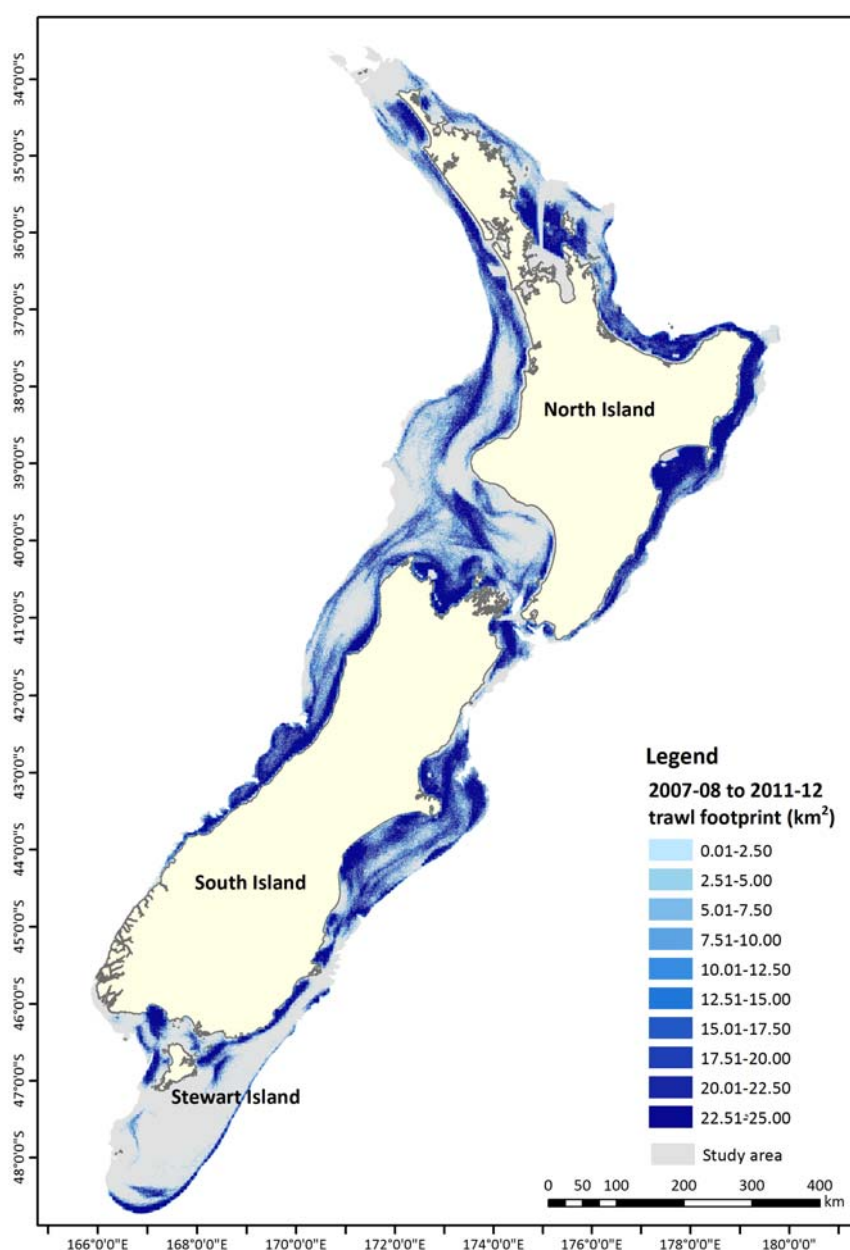 34°0'0"S
35°0'0"S
36°0'0"S
37°0'0"S
38°0'0"S
39°0'0"S
40°0'0"S
41°0'0"S
42°0'0"S
43°0'0"S
44°0'0"S
45°0'0"S
46°0'0"S
47°0'0"S
48°0'0"S
North Island
South Island
Stewart Island
Legend
2007-08 to 2011-12
trawl footprint (km²)
0.01-2.50
2.51-5.00
5.01-7.50
7.51-10.00
10.01-12.50
12.51-15.00
15.01-17.50
17.51-20.00
20.01-22.50
22.51-25.00
Study area
0 50 100 200 300 400
km
166°0'0"E 168°0'0"E 170°0'0"E 172°0'0"E 174°0'0"E 176°0'0"E 178°0'0"E 180°0'0"